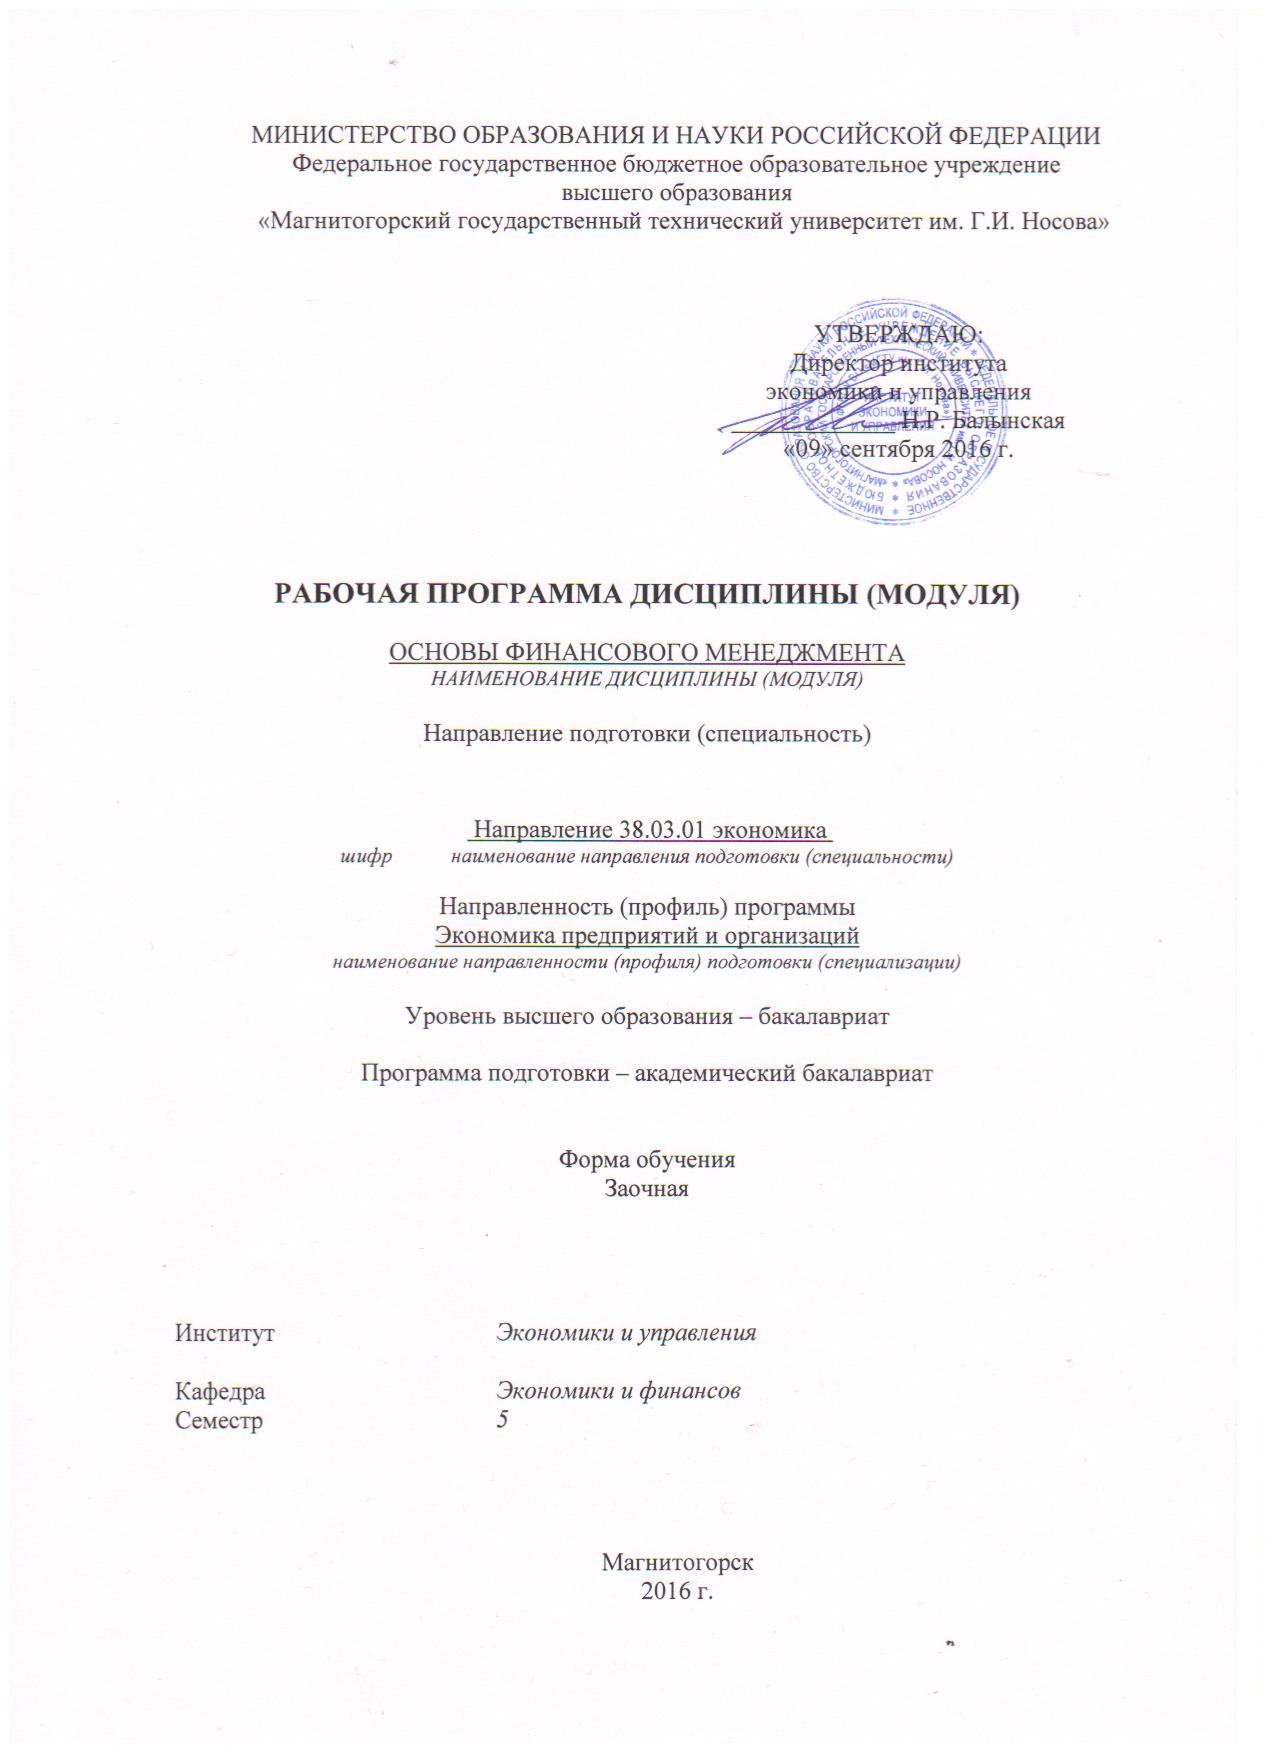 МИНИСТЕРСТВО ОБРАЗОВАНИЯ И НАУКИ РОССИЙСКОЙ ФЕДЕРАЦИИ
Федеральное государственное бюджетное образовательное учреждение
высшего образования
«Магнитогорский государственный технический университет им. Г.И. Носова»
УТВЕРЖДАЮ:
Директор института
экономики и управления
Н.Р. Балынская
«09» сентября 2016 г.
ИНСТИТУТ
ЭКОНОМИКИ
И УПРАВЛЕНИЯ
РАБОЧАЯ ПРОГРАММА ДИСЦИПЛИНЫ (МОДУЛЯ)
ОСНОВЫ ФИНАНСОВОГО МЕНЕДЖМЕНТА
НАИМЕНОВАНИЕ ДИСЦИПЛИНЫ (МОДУЛЯ)
Направление подготовки (специальность)
Направление 38.03.01 экономика
шифр наименование направления подготовки (специальности)
Направленность (профиль) программы
Экономика предприятий и организаций
наименование направленности (профиля) подготовки (специализации)
Уровень высшего образования – бакалавриат
Программа подготовки – академический бакалавриат
Форма обучения
Заочная
Институт Экономики и управления
Кафедра Экономики и финансов
Семестр 5
Магнитогорск
2016 г.